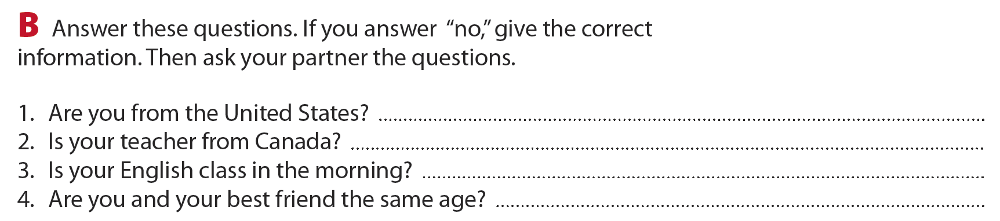 B Answer these questions. If you answer “no,” give the correct
information. Then ask your partner the questions.
1. Are you from the United States? ........................................................................................................
2. Is your teacher from Canada? ........................................................................................................
3. Is your English class in the morning? ........................................................................................................
4. Are you and your best friend the same age? ........................................................................................................